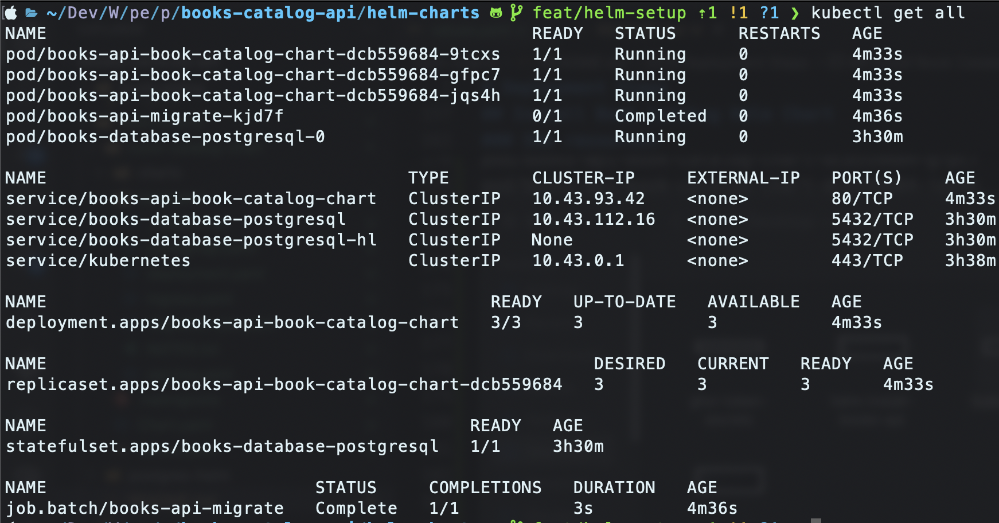 ~/Dev/W/pe/p/books-catalog-api/helm-charts feat/helm-setup ⇡1 !1 ?1 ❯ kubectl get all
NAME READY STATUS RESTARTS AGE
pod/books-api-book-catalog-chart-dcb559684-9tcxs 1/1 Running 0 4m33s
pod/books-api-book-catalog-chart-dcb559684-gfpc7 1/1 Running 0 4m33s
pod/books-api-book-catalog-chart-dcb559684-jqs4h 1/1 Running 0 4m33s
pod/books-api-migrate-kjd7f 0/1 Completed 0 4m36s
pod/books-database-postgresql-0 1/1 Running 0 3h30m
NAME TYPE CLUSTER-IP EXTERNAL-IP PORT(S) AGE
service/books-api-book-catalog-chart ClusterIP 10.43.93.42 <none> 80/TCP 4m33s
service/books-database-postgresql ClusterIP 10.43.112.16 <none> 5432/TCP 3h30m
service/books-database-postgresql-hl ClusterIP None <none> 5432/TCP 3h30m
service/kubernetes ClusterIP 10.43.0.1 <none> 443/TCP 3h38m
NAME READY UP-TO-DATE AVAILABLE AGE
deployment.apps/books-api-book-catalog-chart 3/3 3 3 4m33s
NAME DESIRED CURRENT READY AGE
replicaset.apps/books-api-book-catalog-chart-dcb559684 3 3 3 4m33s
NAME READY AGE
statefulset.apps/books-database-postgresql 1/1 3h30m
NAME STATUS COMPLETIONS DURATION AGE
job.batch/books-api-migrate Complete 1/1 3s 4m36s